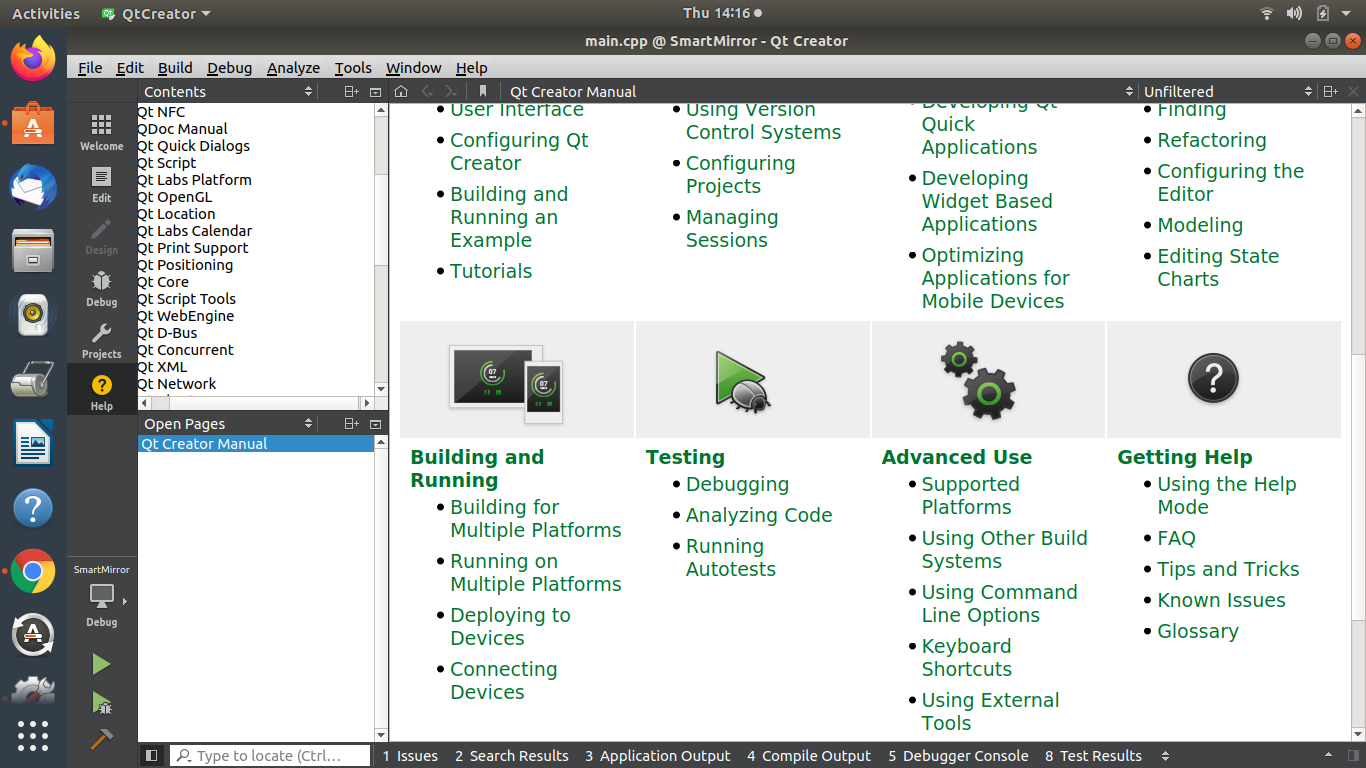 Activities
QtCreator
Thu 14:16
main.cpp @ SmartMirror - Qt Creator
File Edit Build Debug Analyze Tools Window Help
Contents
Qt Creator Manual
Unfiltered
Welcome
Edit
Design
Debug
Projects
Help
Qt NFC
QDoc Manual
Qt Quick Dialogs
Qt Script
Qt Labs Platform
Qt OpenGL
Qt Location
Qt Labs Calendar
Qt Print Support
Qt Positioning
Qt Core
Qt Script Tools
Qt WebEngine
Qt D-Bus
Qt Concurrent
Qt XML
Qt Network
Open Pages
Qt Creator Manual
User Interface
Configuring Qt
Creator
Building and
Running an
Example
Tutorials
Using Version
Control Systems
Configuring
Projects
Managing
Sessions
Developing Qt
Quick
Applications
Developing
Widget Based
Applications
Optimizing
Applications for
Mobile Devices
Finding
Refactoring
Configuring the
Editor
Modeling
Editing State
Charts
07
07
?
Building and
Running
Building for
Multiple Platforms
Running on
Multiple Platforms
Deploying to
Devices
Connecting
Devices
Testing
Debugging
Analyzing Code
Running
Autotests
Advanced Use
Supported
Platforms
Using Other Build
Systems
Using Command
Line Options
Keyboard
Shortcuts
Using External
Tools
Getting Help
Using the Help
Mode
FAQ
Tips and Tricks
Known Issues
Glossary
SmartMirror
Debug
Type to locate (Ctrl...
1 Issues
2 Search Results
3 Application Output
4 Compile Output
5 Debugger Console
8 Test Results